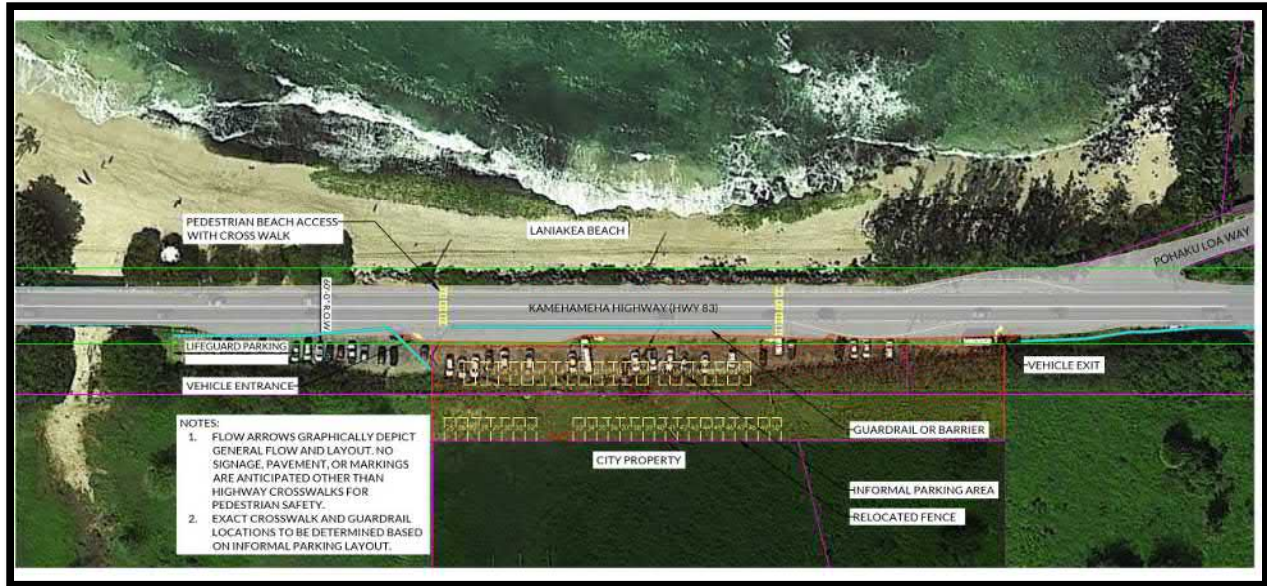 PEDESTRIAN BEACH ACCESS
WITH CROSS WALK
LANIAKEA BEACH
POHAKU LOA WAY
60'-0" R.O.W
KAMEHAMEHA HIGHWAY (HWY 83)
LIFEGUARD PARKING
VEHICLE ENTRANCE
VEHICLE EXIT
GUARDRAIL OR BARRIER
CITY PROPERTY
INFORMAL PARKING AREA
RELOCATED FENCE
NOTES:
1. FLOW ARROWS GRAPHICALLY DEPICT
GENERAL FLOW AND LAYOUT. NO
SIGNAGE, PAVEMENT, OR MARKINGS
ARE ANTICIPATED OTHER THAN
HIGHWAY CROSSWALKS FOR
PEDESTRIAN SAFETY.
2. EXACT CROSSWALK AND GUARDRAIL
LOCATIONS TO BE DETERMINED BASED
ON INFORMAL PARKING LAYOUT.